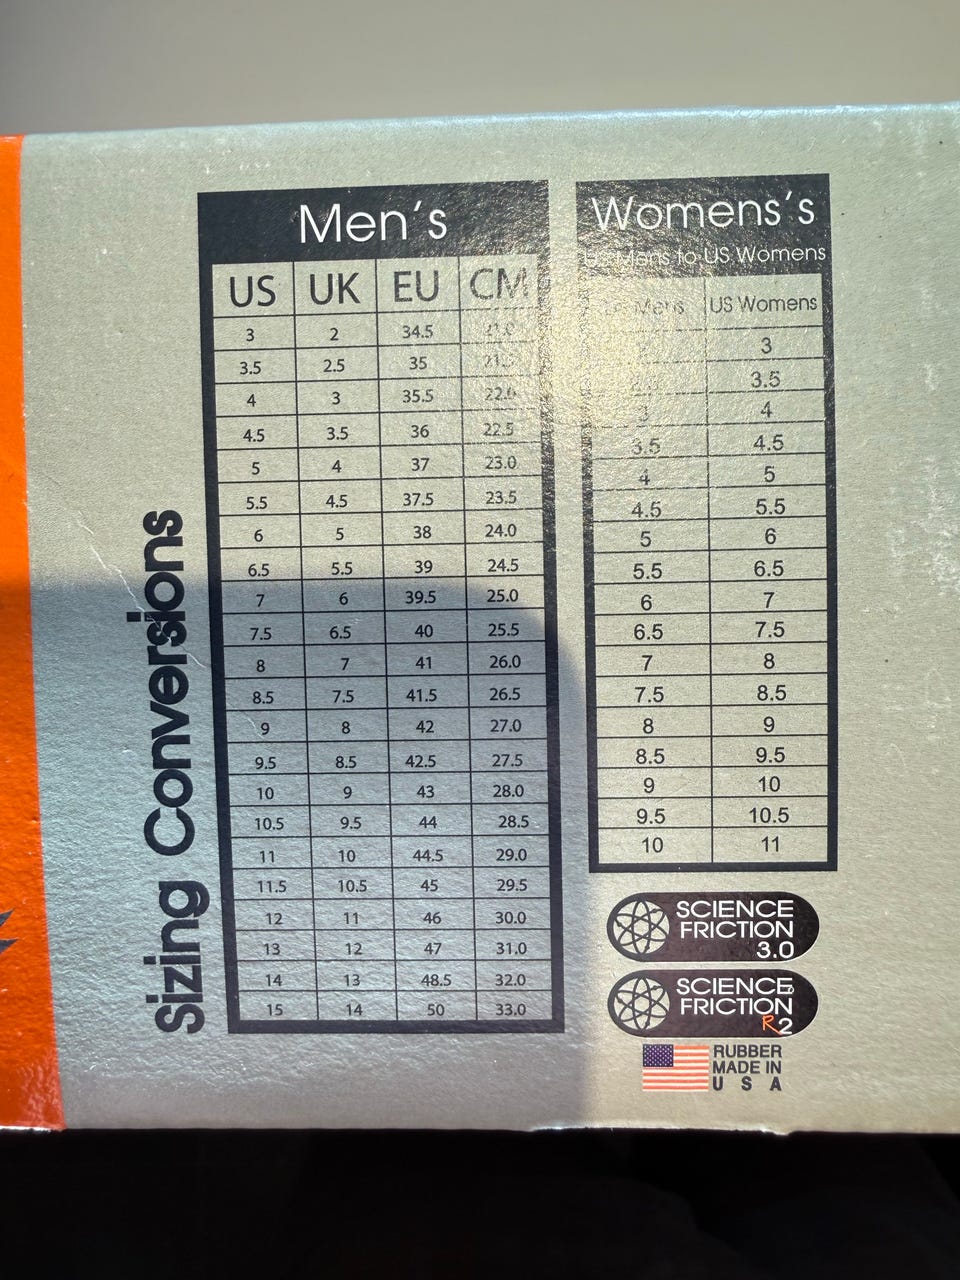 Sizing Conversions
Men's
US UK EU CM
3 2 34.5
3.5 2.5 35
4 3 35.5 22.0
4.5 3.5 36 22.5
5 4 37 23.0
5.5 4.5 37.5 23.5
6 5 38 24.0
6.5 5.5 39 24.5
7 6 39.5 25.0
7.5 6.5 40 25.5
8 7 41 26.0
8.5 7.5 41.5 26.5
9 8 42 27.0
9.5 8.5 42.5 27.5
10 9 43 28.0
10.5 9.5 44 28.5
11 10 44.5 29.0
11.5 10.5 45 29.5
12 11 46 30.0
13 12 47 31.0
14 13 48.5 32.0
15 14 50 33.0
Womens's
US Mens to US Womens
US Mens US Womens
3
3.5
3 4
3.5 4.5
4 5
4.5 5.5
5 6
5.5 6.5
6 7
6.5 7.5
7 8
7.5 8.5
8 9
8.5 9.5
9 10
9.5 10.5
10 11
SCIENCE
FRICTION
3.0
SCIENCE
FRICTION
R2
RUBBER
MADE IN
USA